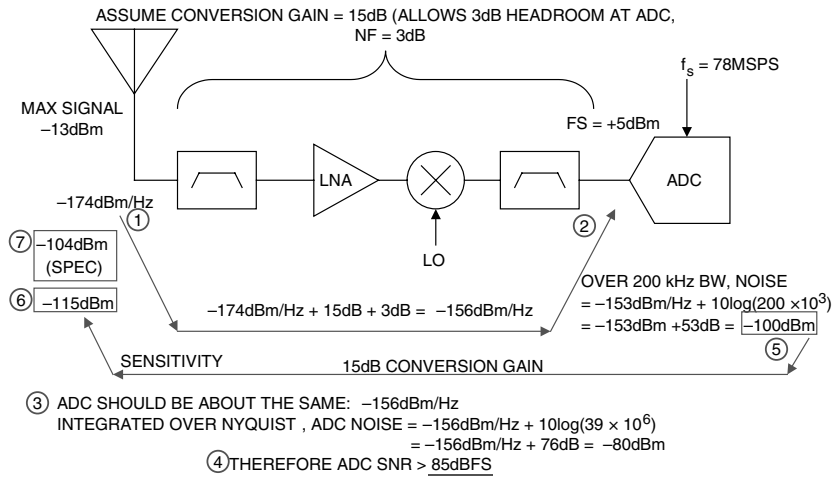 ASSUME CONVERSION GAIN = 15dB (ALLOWS 3dB HEADROOM AT ADC,
NF = 3dB
MAX SIGNAL
–13dBm
fs = 78MSPS
FS = +5dBm
LNA
ADC
LO
–174dBm/Hz
1
2
7
–104dBm
(SPEC)
6
–115dBm
–174dBm/Hz + 15dB + 3dB = –156dBm/Hz
OVER 200 kHz BW, NOISE
= –153dBm/Hz + 10log(200 ×10³)
= –153dBm +53dB = –100dBm
5
SENSITIVITY
15dB CONVERSION GAIN
3 ADC SHOULD BE ABOUT THE SAME: –156dBm/Hz
INTEGRATED OVER NYQUIST , ADC NOISE = –156dBm/Hz + 10log(39 × 10⁶)
= –156dBm/Hz + 76dB = –80dBm
4 THEREFORE ADC SNR > 85dBFS